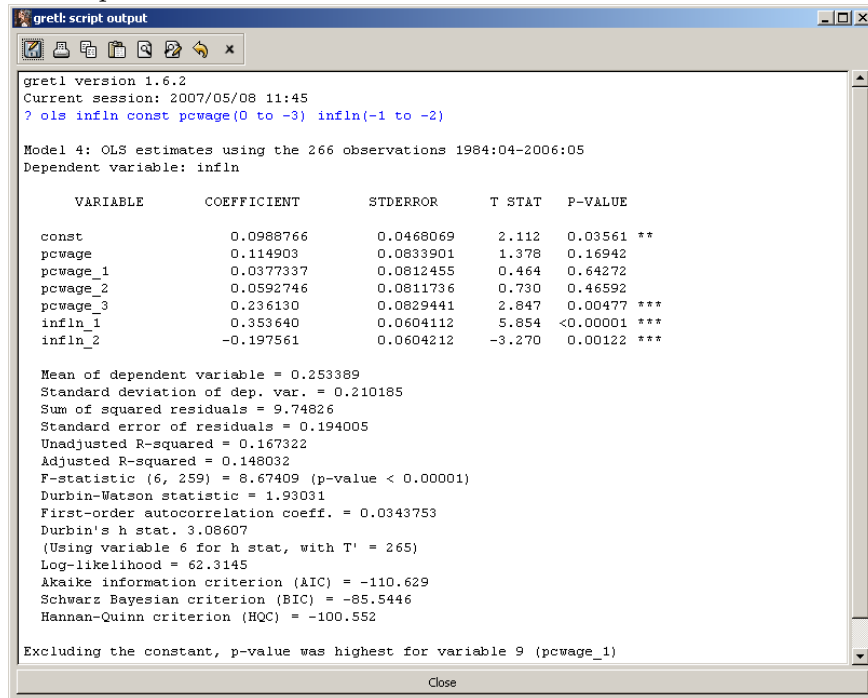 gretl: script output
gretl version 1.6.2
Current session: 2007/05/08 11:45
? ols infln const pcwage(0 to -3) infln(-1 to -2)
Model 4: OLS estimates using the 266 observations 1984:04-2006:05
Dependent variable: infln
VARIABLE COEFFICIENT STDERROR T STAT P-VALUE
const 0.0988766 0.0468069 2.112 0.03561 **
pcwage 0.114903 0.0833901 1.378 0.16942
pcwage_1 0.0377337 0.0812455 0.464 0.64272
pcwage_2 0.0592746 0.0811736 0.730 0.46592
pcwage_3 0.236130 0.0829441 2.847 0.00477 ***
infln_1 0.353640 0.0604112 5.854 <0.00001 ***
infln_2 -0.197561 0.0604212 -3.270 0.00122 ***
Mean of dependent variable = 0.253389
Standard deviation of dep. var. = 0.210185
Sum of squared residuals = 9.74826
Standard error of residuals = 0.194005
Unadjusted R-squared = 0.167322
Adjusted R-squared = 0.148032
F-statistic (6, 259) = 8.67409 (p-value < 0.00001)
Durbin-Watson statistic = 1.93031
First-order autocorrelation coeff. = 0.0343753
Durbin's h stat. 3.08607
(Using variable 6 for h stat, with T' = 265)
Log-likelihood = 62.3145
Akaike information criterion (AIC) = -110.629
Schwarz Bayesian criterion (BIC) = -85.5446
Hannan-Quinn criterion (HQC) = -100.552
Excluding the constant, p-value was highest for variable 9 (pcwage_1)
Close